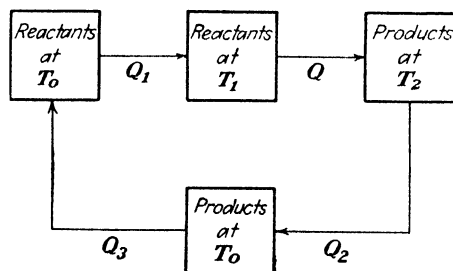 Reactants
at
T₀
Q₁
Reactants
at
T₁
Q
Products
at
T₂
Q₃
Products
at
T₀
Q₂